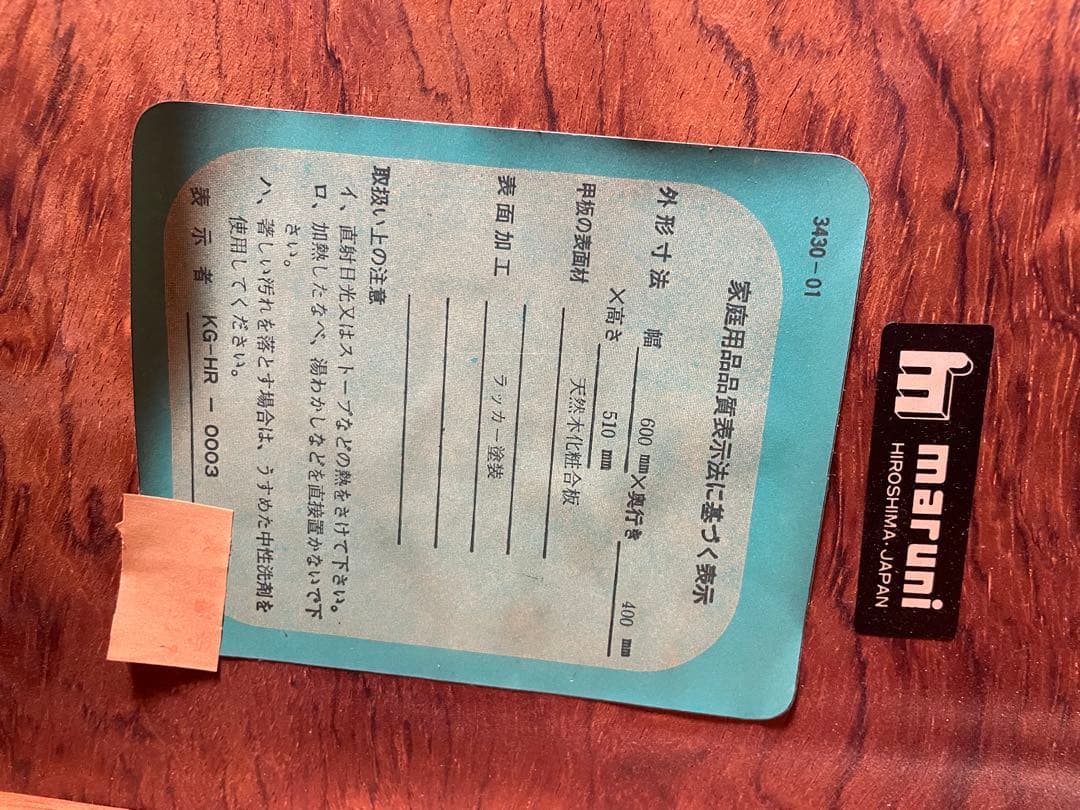 3430-01
家庭用品品質表示法に基づく表示
外形寸法 幅 600 mm×奥行き 400 mm
×高さ 510 mm
甲板の表面材 天然木化粧合板
表面加工 ラッカー塗装
取扱い上の注意
イ、直射日光又はストーブなどの熱をさけて下さい。
ロ、加熱したなべ、湯わかしなどを直接置かないで下
さい。
ハ、著しい汚れを落とす場合は、うすめた中性洗剤を
使用してください。
表示者 KG-HR-0003
maruni
HIROSHIMA・JAPAN